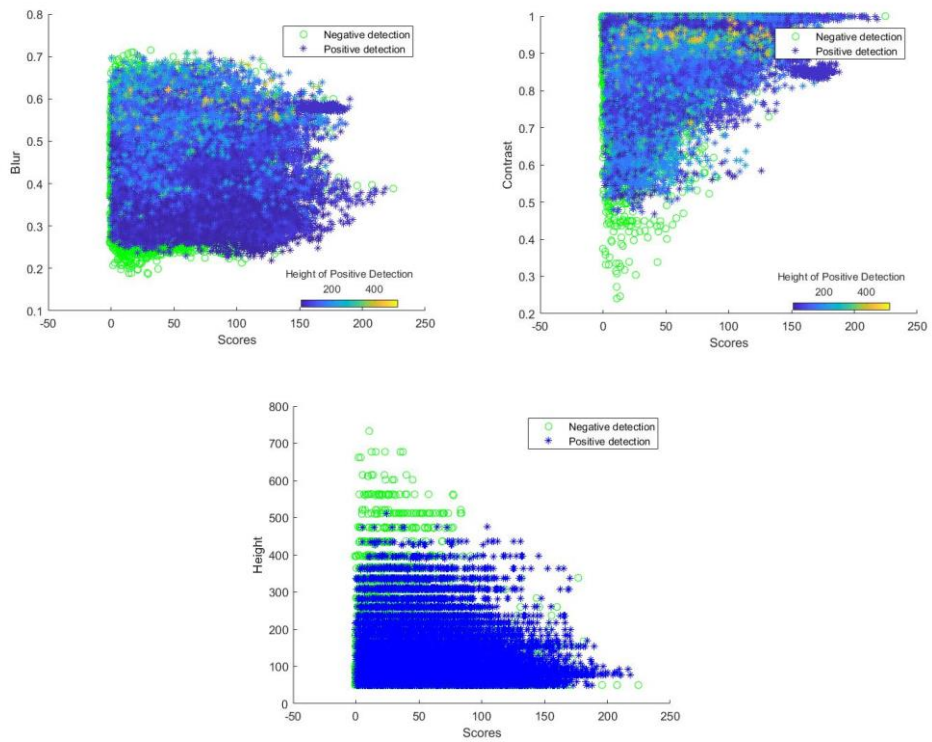 0.8
0.7
0.6
0.5
0.4
0.3
0.2
0.1
Blur
Negative detection
Positive detection
Height of Positive Detection
200 400
-50 0 50 100 150 200 250
Scores
1
0.9
0.8
0.7
0.6
0.5
0.4
0.3
0.2
Contrast
Negative detection
Positive detection
Height of Positive Detection
200 400
-50 0 50 100 150 200 250
Scores
800
700
600
500
400
300
200
100
0
Height
Negative detection
Positive detection
-50 0 50 100 150 200 250
Scores